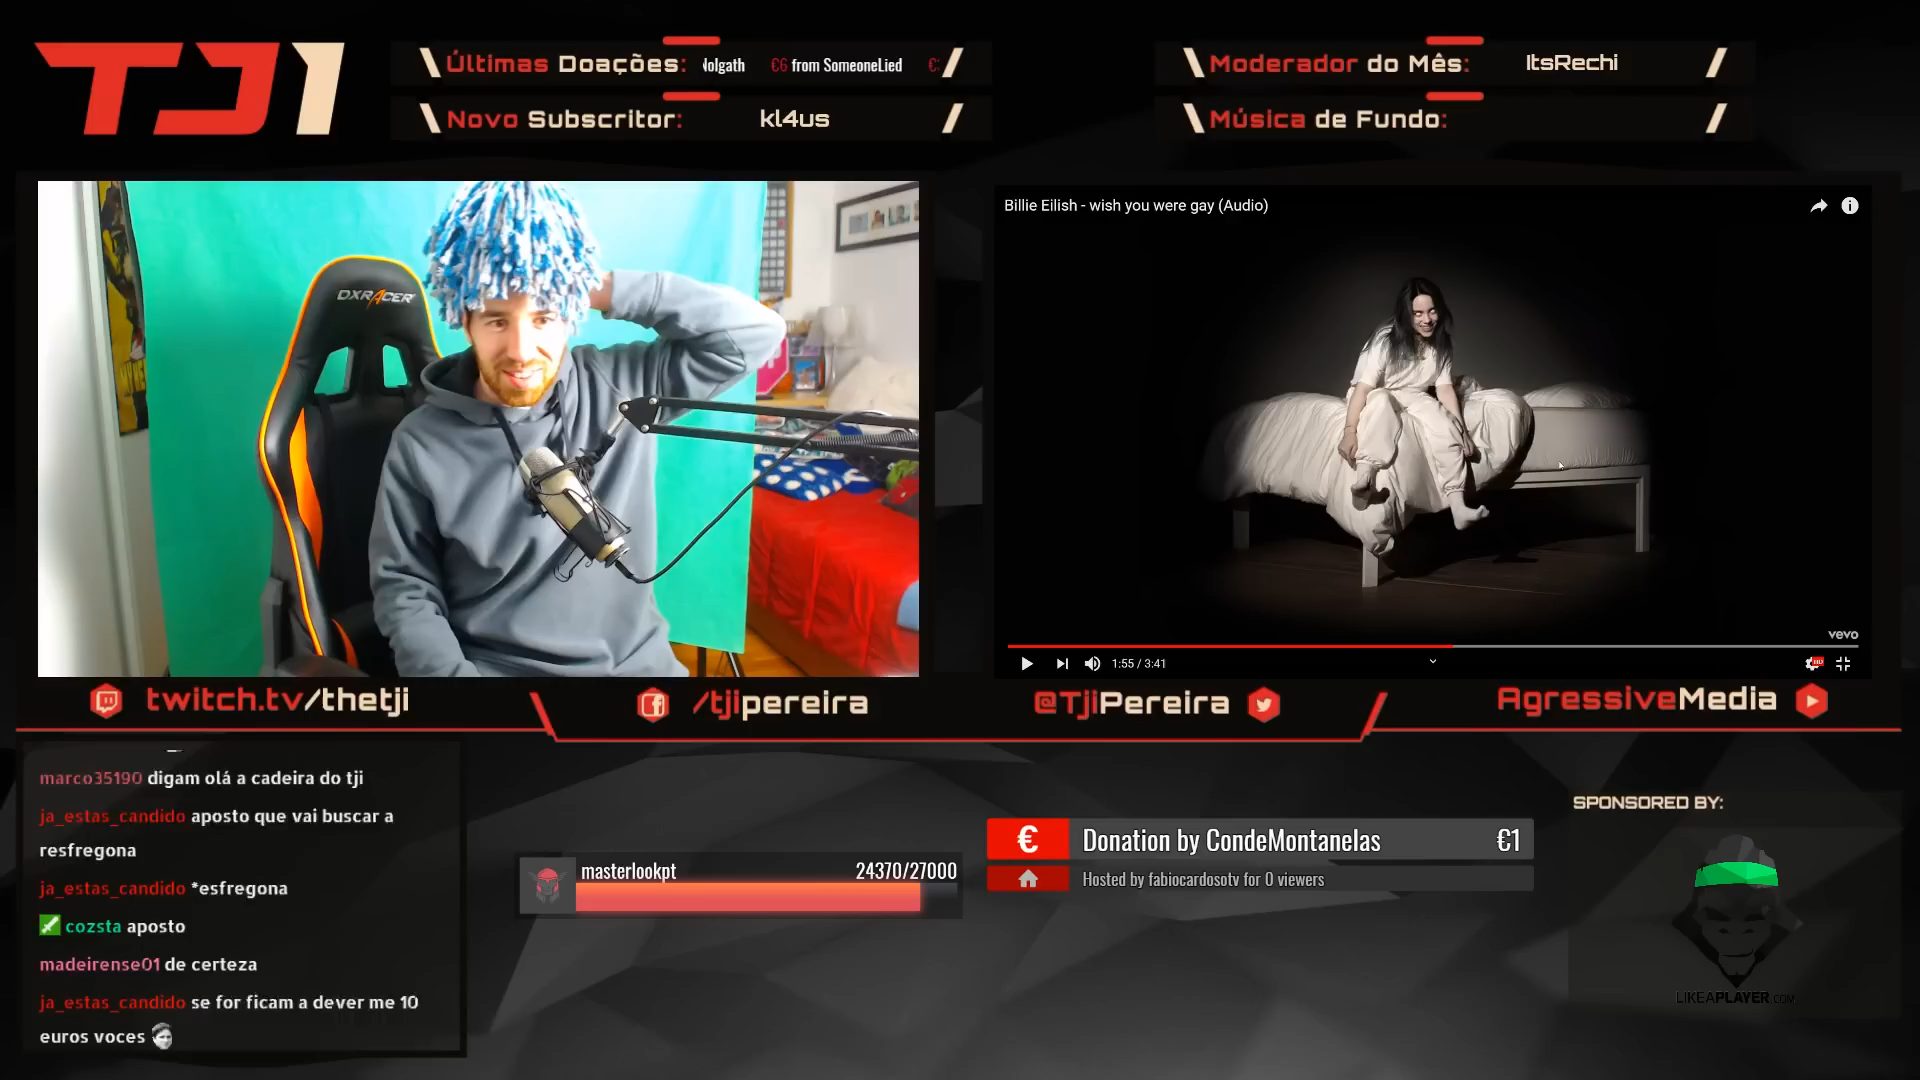 TJ1
Últimas Doações: Nolgath €6 from SomeoneLied €
Novo Subscritor: kl4us
Moderador do Mês: ItsRechi
Música de Fundo:
DXRACER
Billie Eilish - wish you were gay (Audio)
vevo
1:55 / 3:41
HD
twitch.tv/thetji
/tjipereira
@TjiPereira
AgressiveMedia
marco35190 digam olá a cadeira do tji
ja_estas_candido aposto que vai buscar a
resfregona
ja_estas_candido *esfregona
cozsta aposto
madeirense01 de certeza
ja_estas_candido se for ficam a dever me 10
euros voces
masterlookpt 24370/27000
€ Donation by CondeMontanelas €1
Hosted by fabiocardosotv for 0 viewers
SPONSORED BY:
LIKEAPLAYER.COM